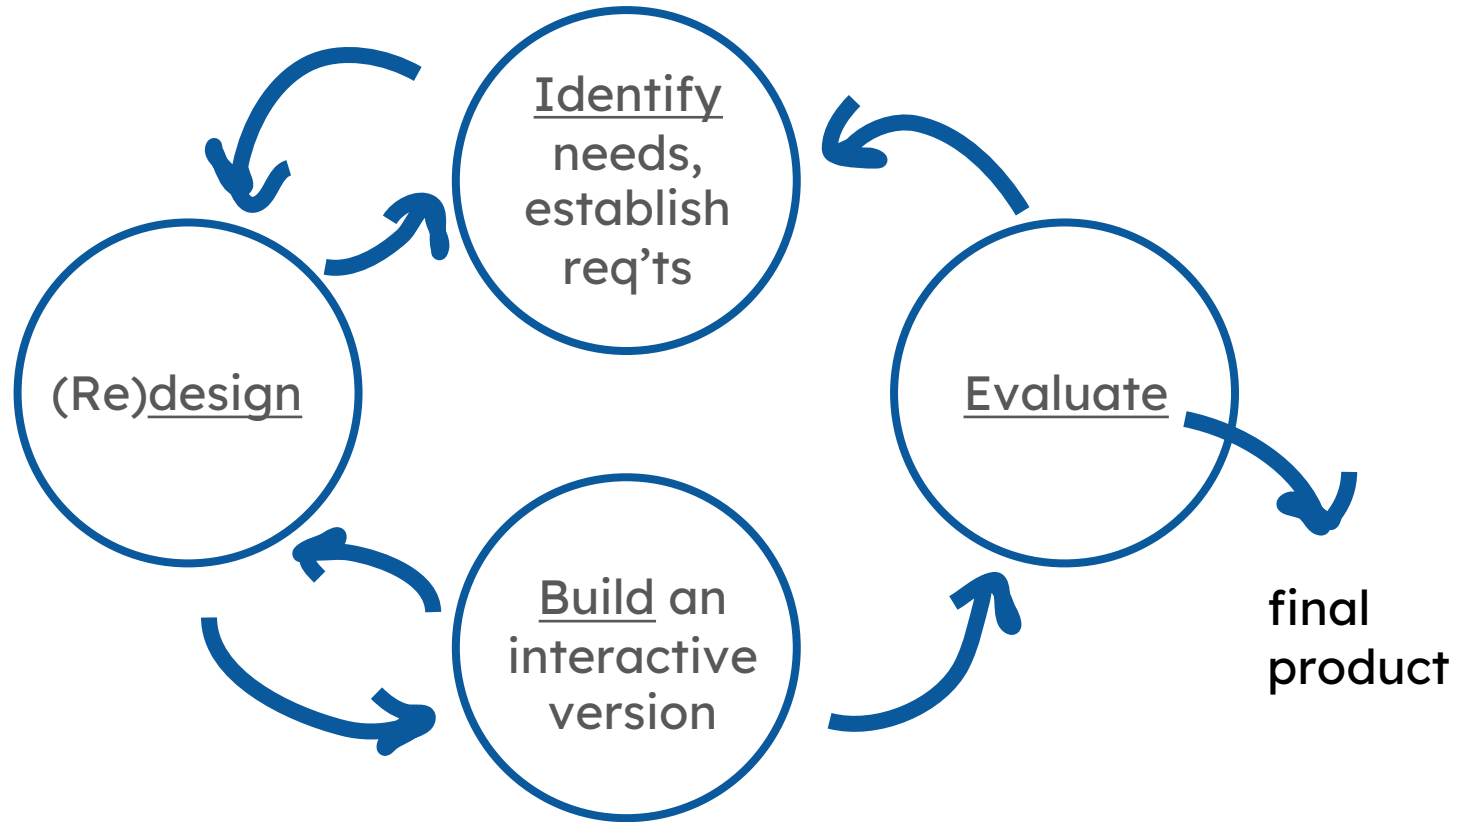 Identify
needs,
establish
req’ts
(Re)design
Evaluate
Build an
interactive
version
final
product